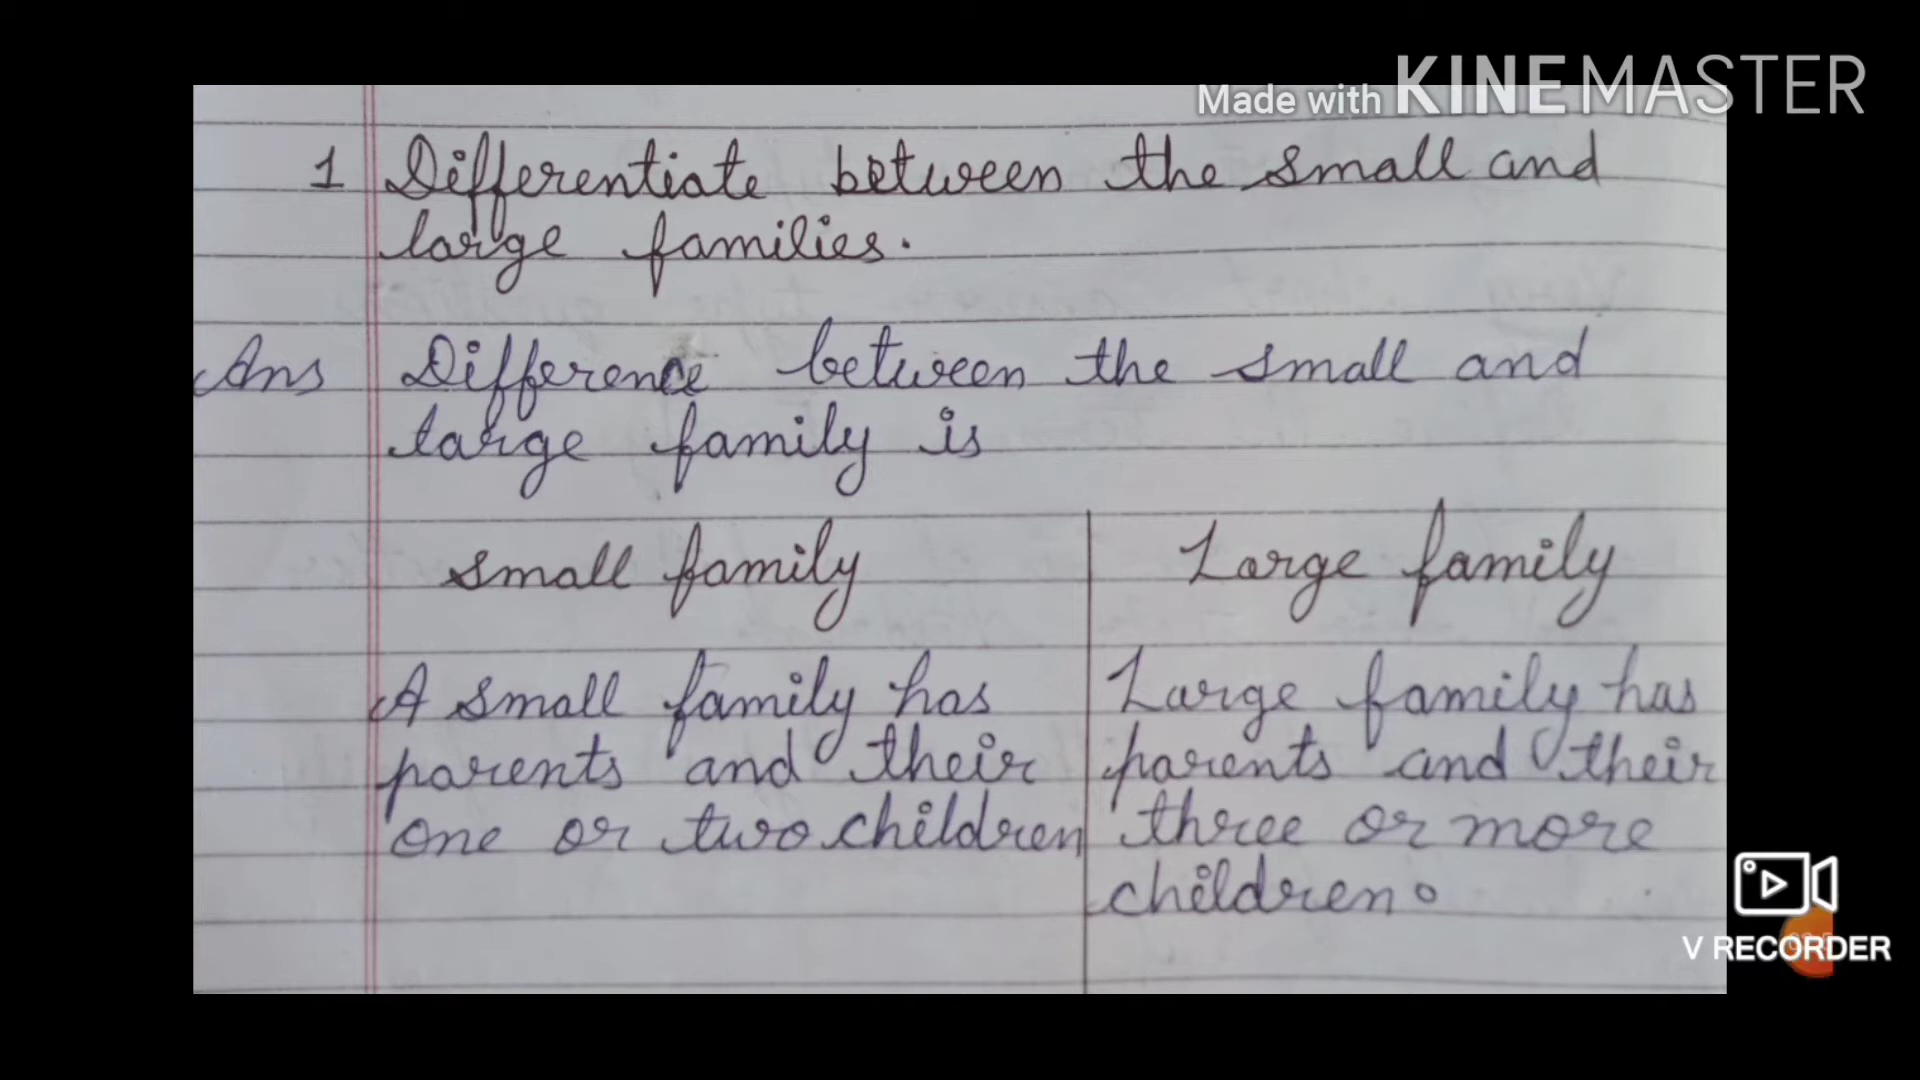 Made with KINEMASTER
1 Differentiate between the small and
large families.
Ans Difference between the small and
large family is
small family
Large family
A small family has
parents and their
one or two children
Large family has
parents and their
three or more
children.
V RECORDER